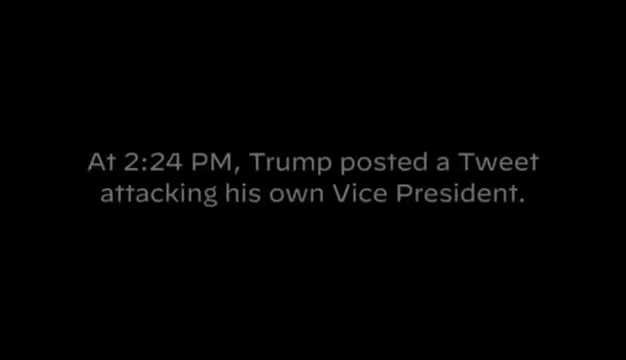 At 2:24 PM, Trump posted a Tweet
attacking his own Vice President.